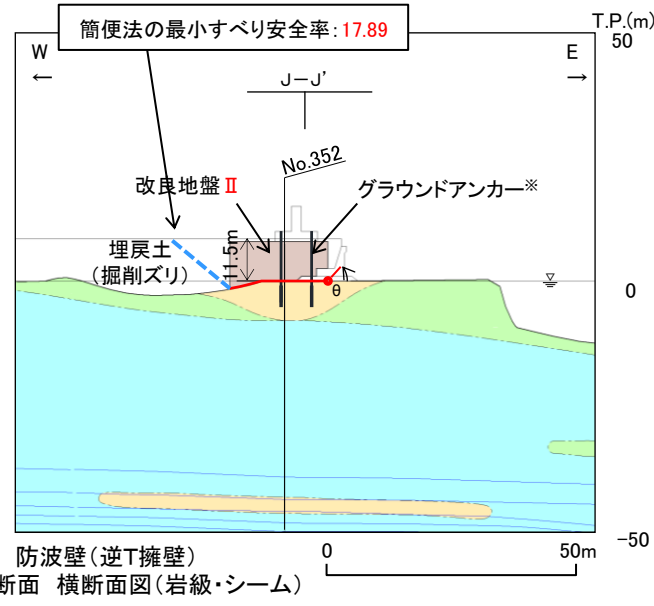 T.P.(m)
50
簡便法の最小すべり安全率：17.89
W
E
←
→
J－J’
No.352
改良地盤Ⅱ
グラウンドアンカー※
埋戻土
(掘削ズリ)
11.5m
θ
0
-50
防波壁(逆T擁壁)
0
50m
断面 横断面図(岩級・シーム)